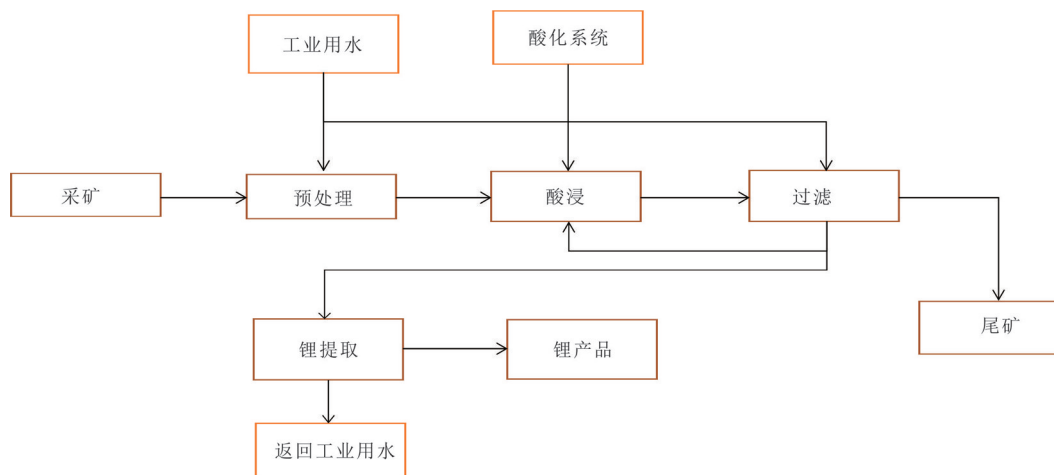 工业用水
酸化系统
采矿
预处理
酸浸
过滤
尾矿
锂提取
锂产品
返回工业用水